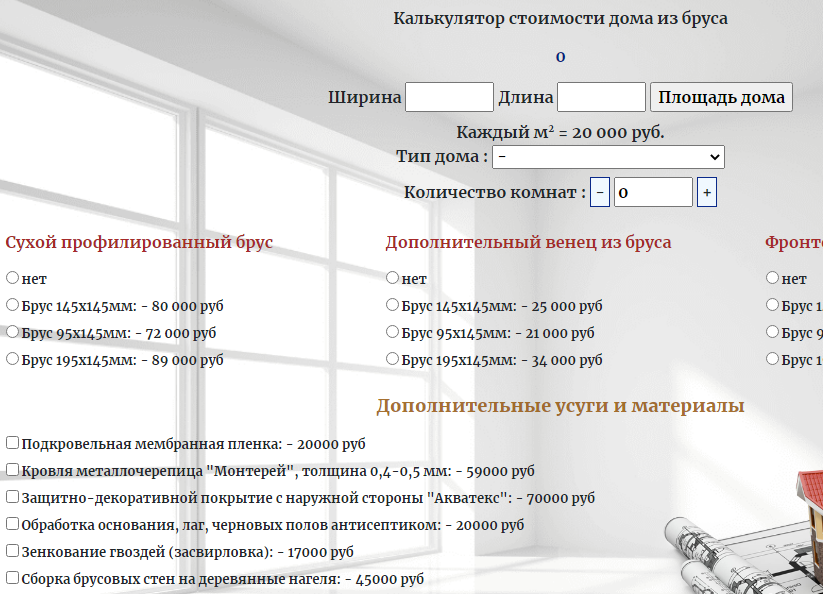 Калькулятор стоимости дома из бруса
0
Ширина Длина Площадь дома
Каждый м² = 20 000 руб.
Тип дома : -
Количество комнат : - 0 +
Сухой профилированный брус Дополнительный венец из бруса Фронто
нет нет нет
Брус 145х145мм: - 80 000 руб Брус 145х145мм: - 25 000 руб Брус 1
Брус 95х145мм: - 72 000 руб Брус 95х145мм: - 21 000 руб Брус 9
Брус 195х145мм: - 89 000 руб Брус 195х145мм: - 34 000 руб Брус 1
Дополнительные усуги и материалы
Подкровельная мембранная пленка: - 20000 руб
Кровля металлочерепица "Монтерей", толщина 0,4-0,5 мм: - 59000 руб
Защитно-декоративной покрытие с наружной стороны "Акватекс": - 70000 руб
Обработка основания, лаг, черновых полов антисептиком: - 20000 руб
Зенкование гвоздей (засвирловка): - 17000 руб
Сборка брусовых стен на деревянные нагеля: - 45000 руб